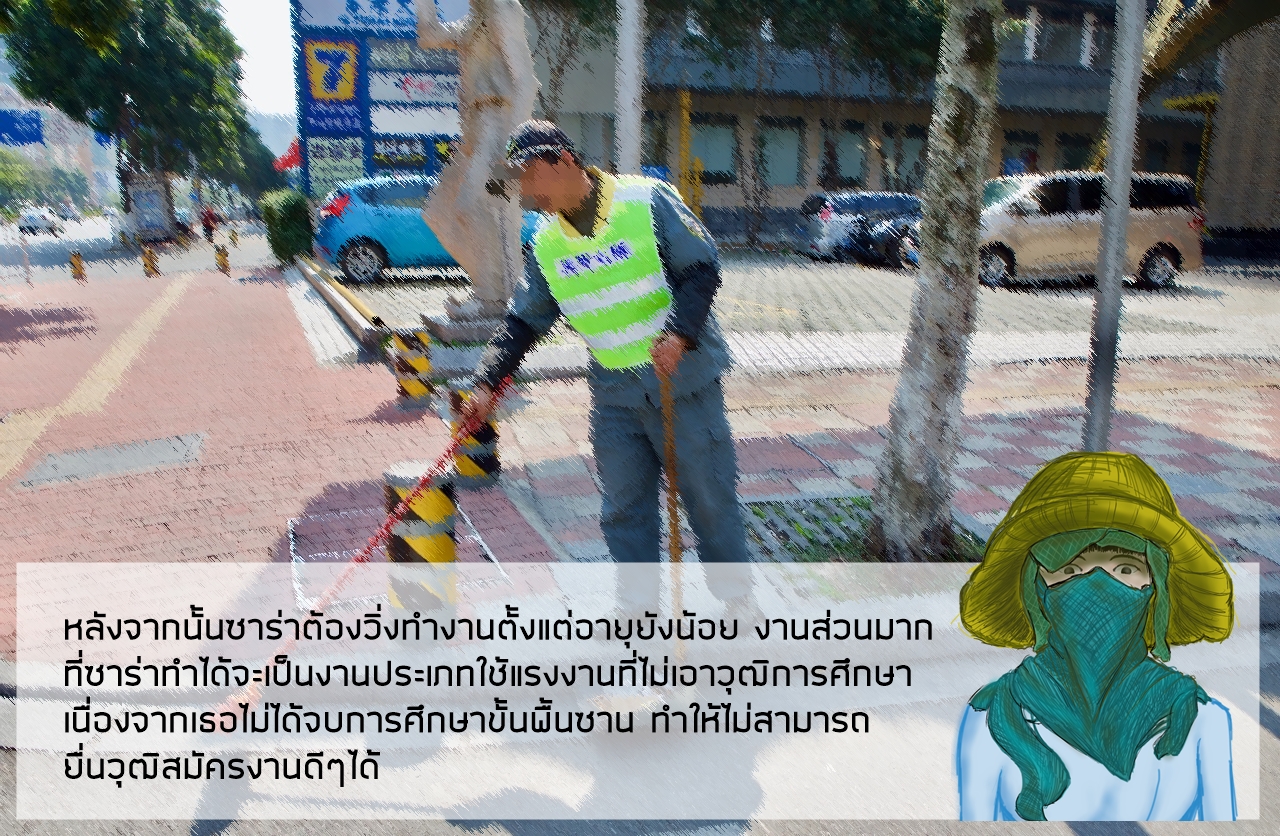 7
หลังจากนั้นซาร่าต้องวิ่งทำงานตั้งแต่อายุยังน้อย งานส่วนมาก
ที่ซาร่าทำได้จะเป็นงานประเภทใช้แรงงานที่ไม่เอาวุฒิการศึกษา
เนื่องจากเธอไม่ได้จบการศึกษาขั้นพื้นซาน ทำให้ไม่สามารถ
ยื่นวุฒิสมัครงานดีๆได้